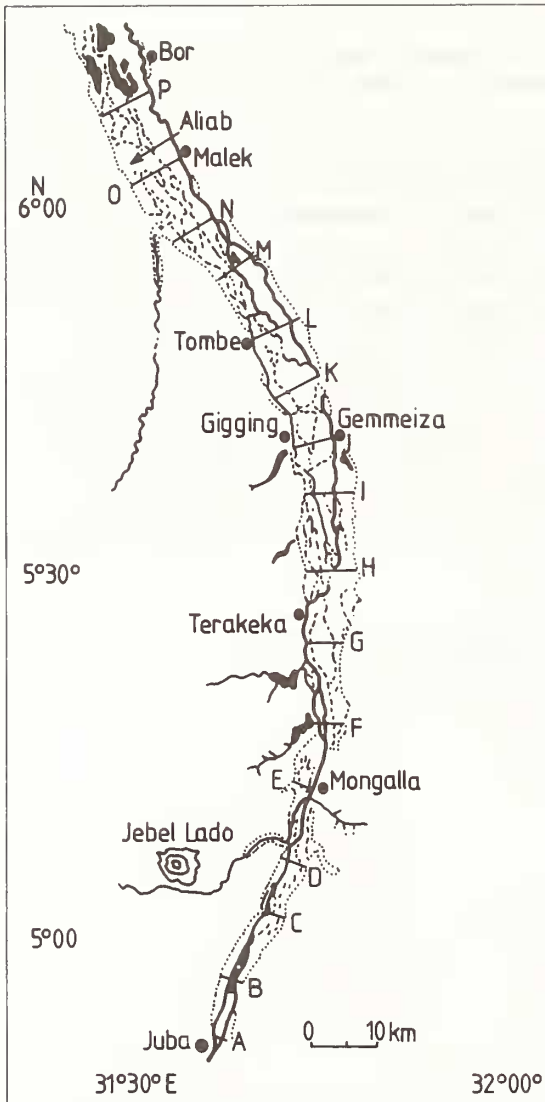 Bor
P
Aliab
Malek
O
N
6°00
N
M
L
Tombe
K
Gigging
Gemmeiza
J
I
5°30'
H
Terakeka
G
F
E
Mongalla
Jebel Lado
D
C
5°00
B
Juba
A
0 10 km
31°30' E 32°00'